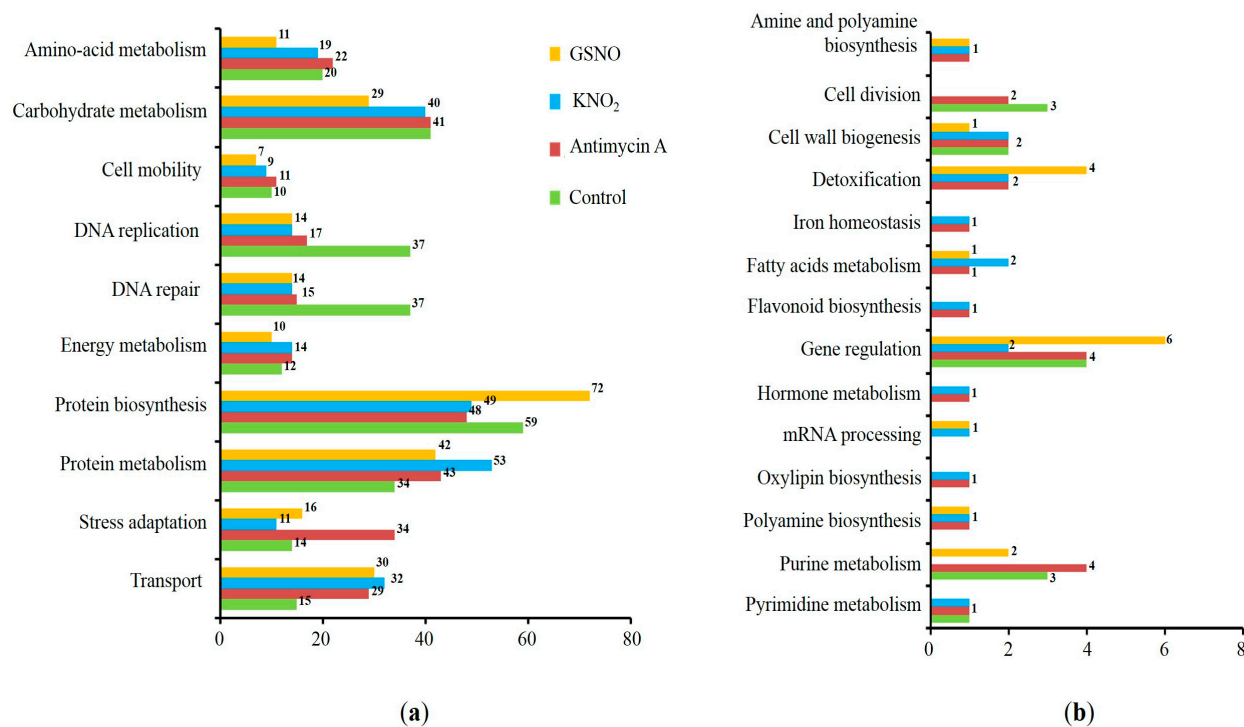 Amino-acid metabolism
11
19
22
20
Carbohydrate metabolism
29
40
41
Cell mobility
7
9
11
10
DNA replication
14
17
37
DNA repair
14
15
37
Energy metabolism
10
14
12
Protein biosynthesis
72
49
48
59
Protein metabolism
42
53
43
34
Stress adaptation
16
11
34
14
Transport
30
32
29
15
0 20 40 60 80
GSNO
KNO₂
Antimycin A
Control
(a)
Amine and polyamine
biosynthesis
1
Cell division
2
3
Cell wall biogenesis
1
2
Detoxification
4
2
Iron homeostasis
1
Fatty acids metabolism
1
2
1
Flavonoid biosynthesis
1
Gene regulation
6
2
4
Hormone metabolism
1
mRNA processing
1
Oxylipin biosynthesis
1
Polyamine biosynthesis
1
Purine metabolism
2
4
3
Pyrimidine metabolism
1
0 2 4 6 8
(b)